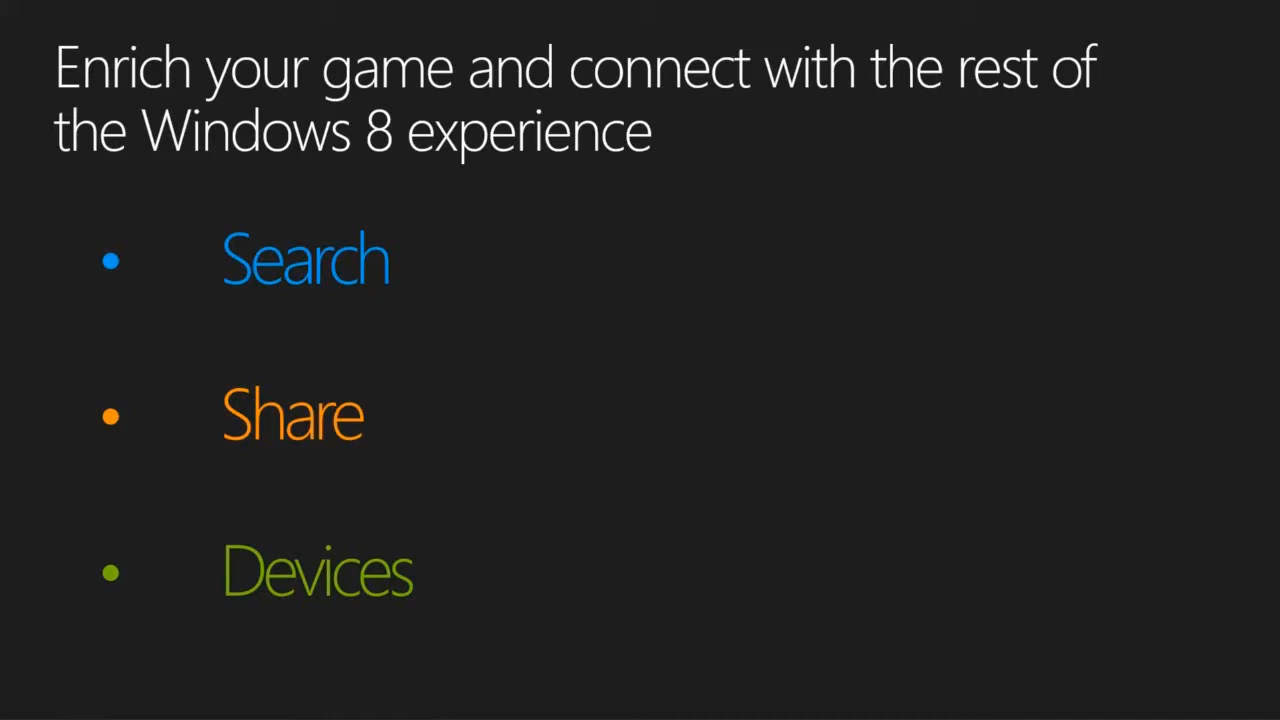 Enrich your game and connect with the rest of
the Windows 8 experience
• Search
• Share
• Devices